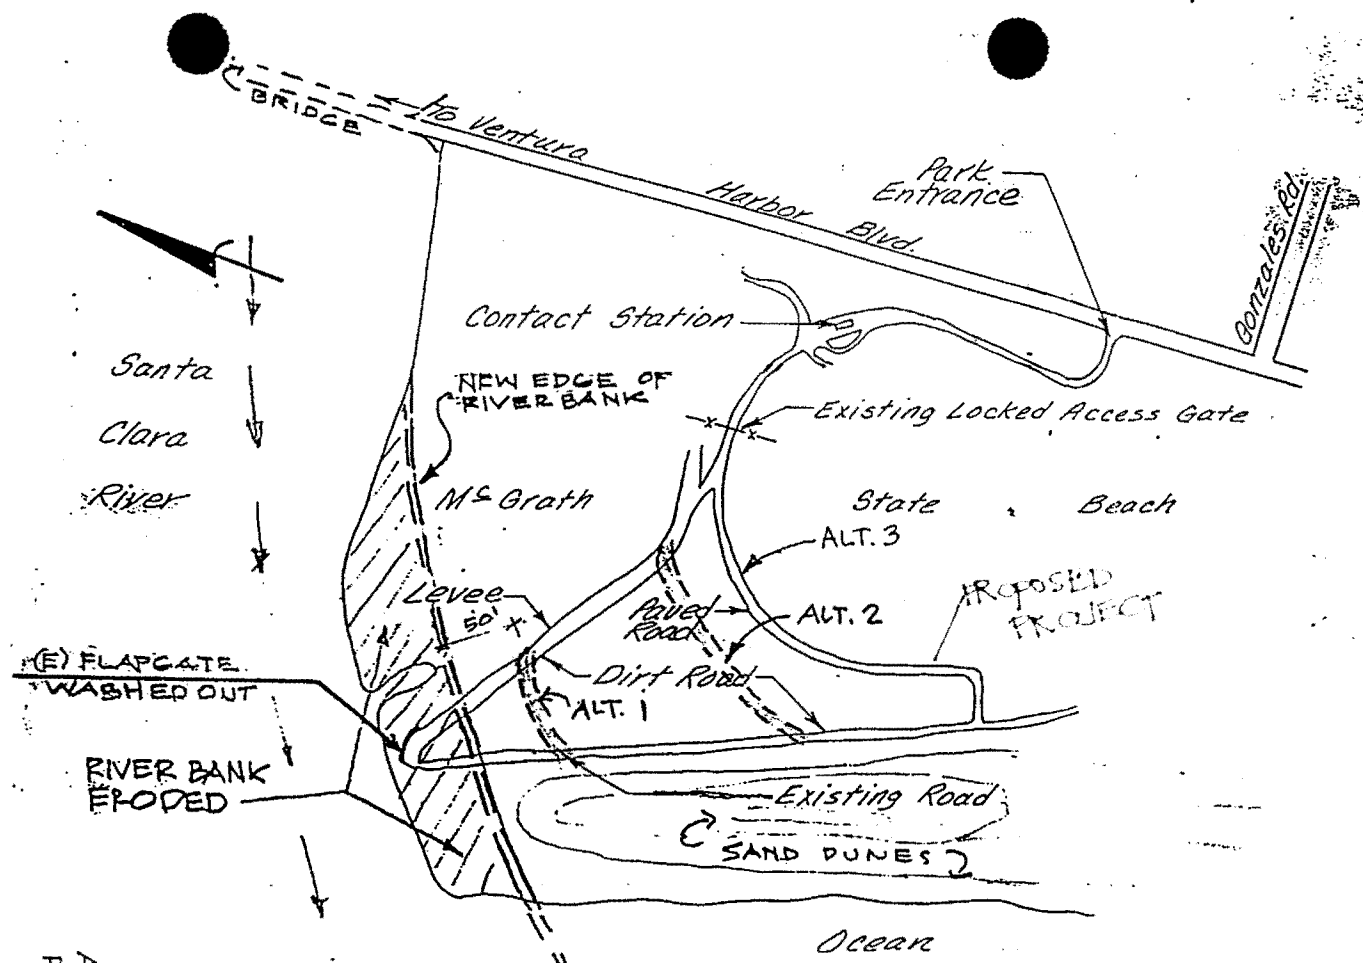 BRIDGE
To Ventura
Harbor Blvd.
Park
Entrance
Gonzales Rd.
Contact Station
Santa
Clara
River
NEW EDGE OF
RIVER BANK
Existing Locked Access Gate
McGrath State Beach
ALT. 3
Levee
50'
Paved
Road
ALT. 2
PROPOSED
PROJECT
(E) FLAPGATE
WASHED OUT
Dirt Road
ALT. 1
RIVER BANK
ERODED
Existing Road
SAND DUNES
Ocean